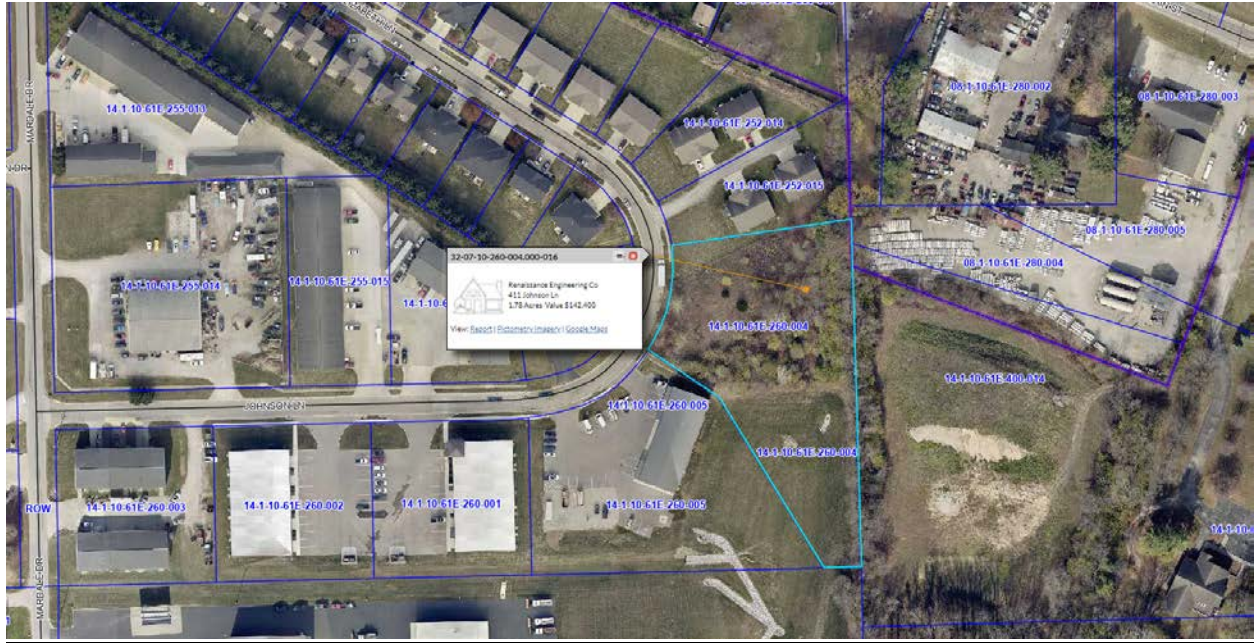 MARDALE DR
14-1-10-61E-255-013
14-1-10-61E-252-014
14-1-10-61E-252-015
08-1-10-61E-280-002
08-1-10-61E-280-003
08-1-10-61E-280-005
08-1-10-61E-280-004
14-1-10-61E-255-014
14-1-10-61E-255-015
14-1-10-6
32-07-10-260-004.000-016
Renaissance Engineering Co
411 Johnson Ln
1.78 Acres Value $142,400
View: Report | Pictometry Imagery | Google Maps
14-1-10-61E-260-004
14-1-10-61E-400-014
JOHNSON LN
14-1-10-61E-260-005
14-1-10-61E-260-004
ROW
14-1-10-61E-260-003
14-1-10-61E-260-002
14-1-10-61E-260-001
14-1-10-61E-260-005
MARDALE DR